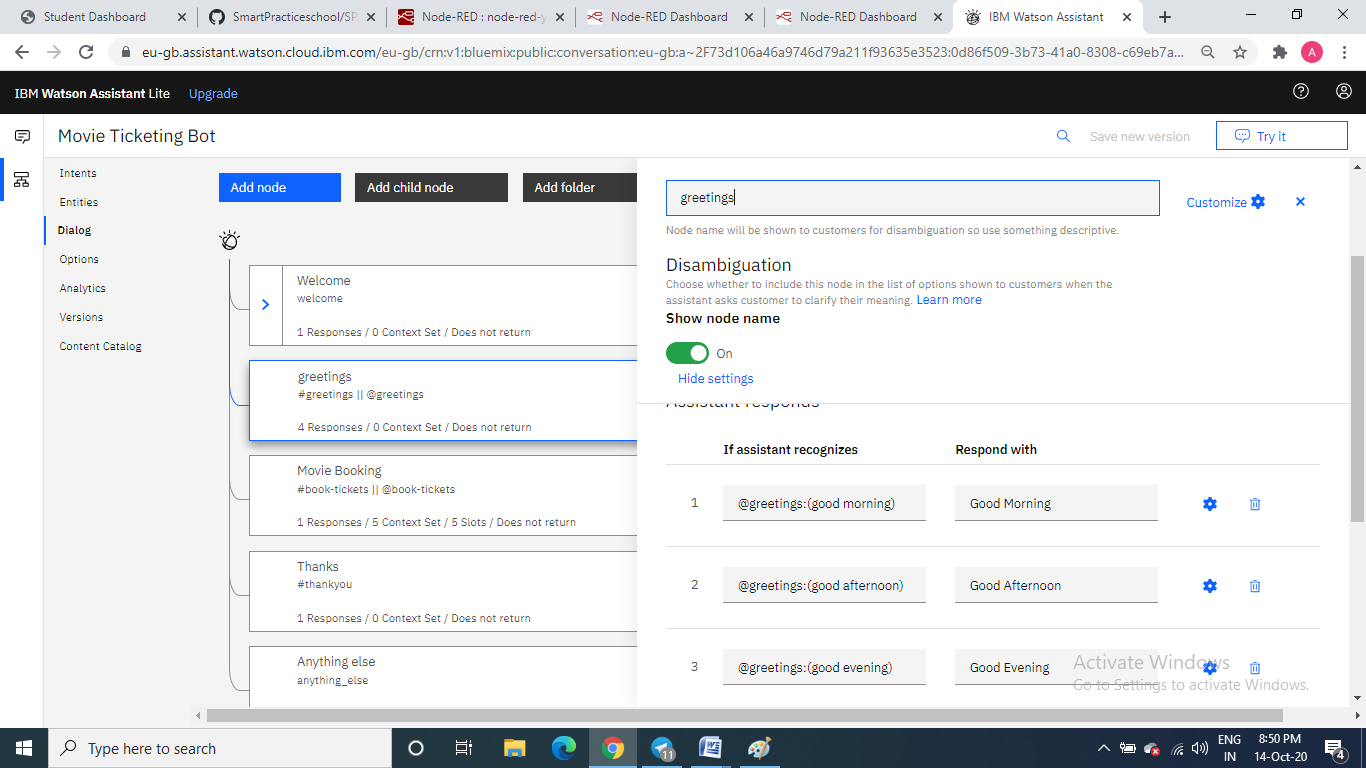 Student Dashboard
SmartPracticeschool/SP
Node-RED : node-red-y
Node-RED Dashboard
Node-RED Dashboard
IBM Watson Assistant
eu-gb.assistant.watson.cloud.ibm.com/eu-gb/crn:v1:bluemix:public:conversation:eu-gb:a~2F73d106a46a9746d79a211f93635e3523:0d86f509-3b73-41a0-8308-c69eb7a...
A
IBM Watson Assistant Lite
Upgrade
Movie Ticketing Bot
Save new version
Try it
Intents
Entities
Dialog
Options
Analytics
Versions
Content Catalog
Add node
Add child node
Add folder
Welcome
welcome
1 Responses / 0 Context Set / Does not return
greetings
#greetings || @greetings
4 Responses / 0 Context Set / Does not return
Movie Booking
#book-tickets || @book-tickets
1 Responses / 5 Context Set / 5 Slots / Does not return
Thanks
#thankyou
1 Responses / 0 Context Set / Does not return
Anything else
anything_else
greetings
Customize
Node name will be shown to customers for disambiguation so use something descriptive.
Disambiguation
Choose whether to include this node in the list of options shown to customers when the
assistant asks customer to clarify their meaning. Learn more
Show node name
On
Hide settings
Assistant responds
If assistant recognizes
Respond with
1
@greetings:(good morning)
Good Morning
2
@greetings:(good afternoon)
Good Afternoon
3
@greetings:(good evening)
Good Evening
Activate Windows
Go to Settings to activate Windows.
Type here to search
11
ENG
IN
8:50 PM
14-Oct-20
4